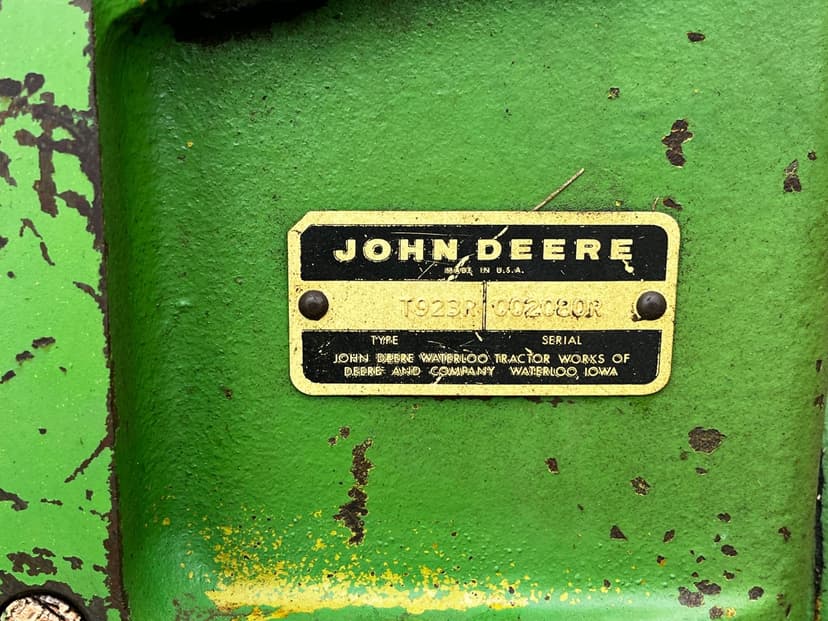 JOHN DEERE
MADE IN U.S.A.
T923R 002080R
TYPE SERIAL
JOHN DEERE WATERLOO TRACTOR WORKS OF
DEERE AND COMPANY WATERLOO, IOWA